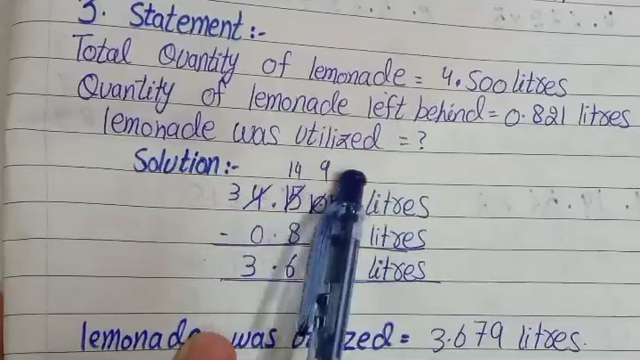 3. Statement:-
Total Quantity of lemonade = 4.500 litres
Quantity of lemonade left behind = 0.821 litres
lemonade was utilized = ?
Solution:- 14 9
3 4. 15 10 litres
- 0.8 litres
3.6 litres
lemonade was utilized = 3.679 litres.